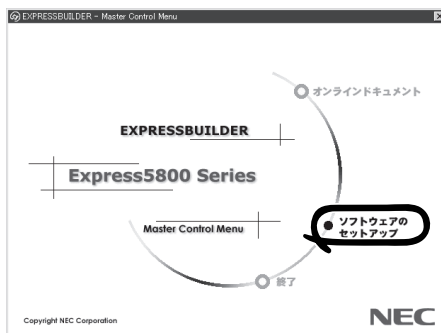 EXPRESSBUILDER - Master Control Menu
オンラインドキュメント
EXPRESSBUILDER
Express5800 Series
Master Control Menu
ソフトウェアの
セットアップ
終了
Copyright NEC Corporation
NEC